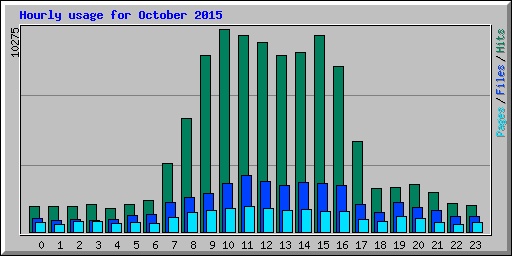 Hourly usage for October 2015
10275
Pages/Files/Hits
0 1 2 3 4 5 6 7 8 9 10 11 12 13 14 15 16 17 18 19 20 21 22 23